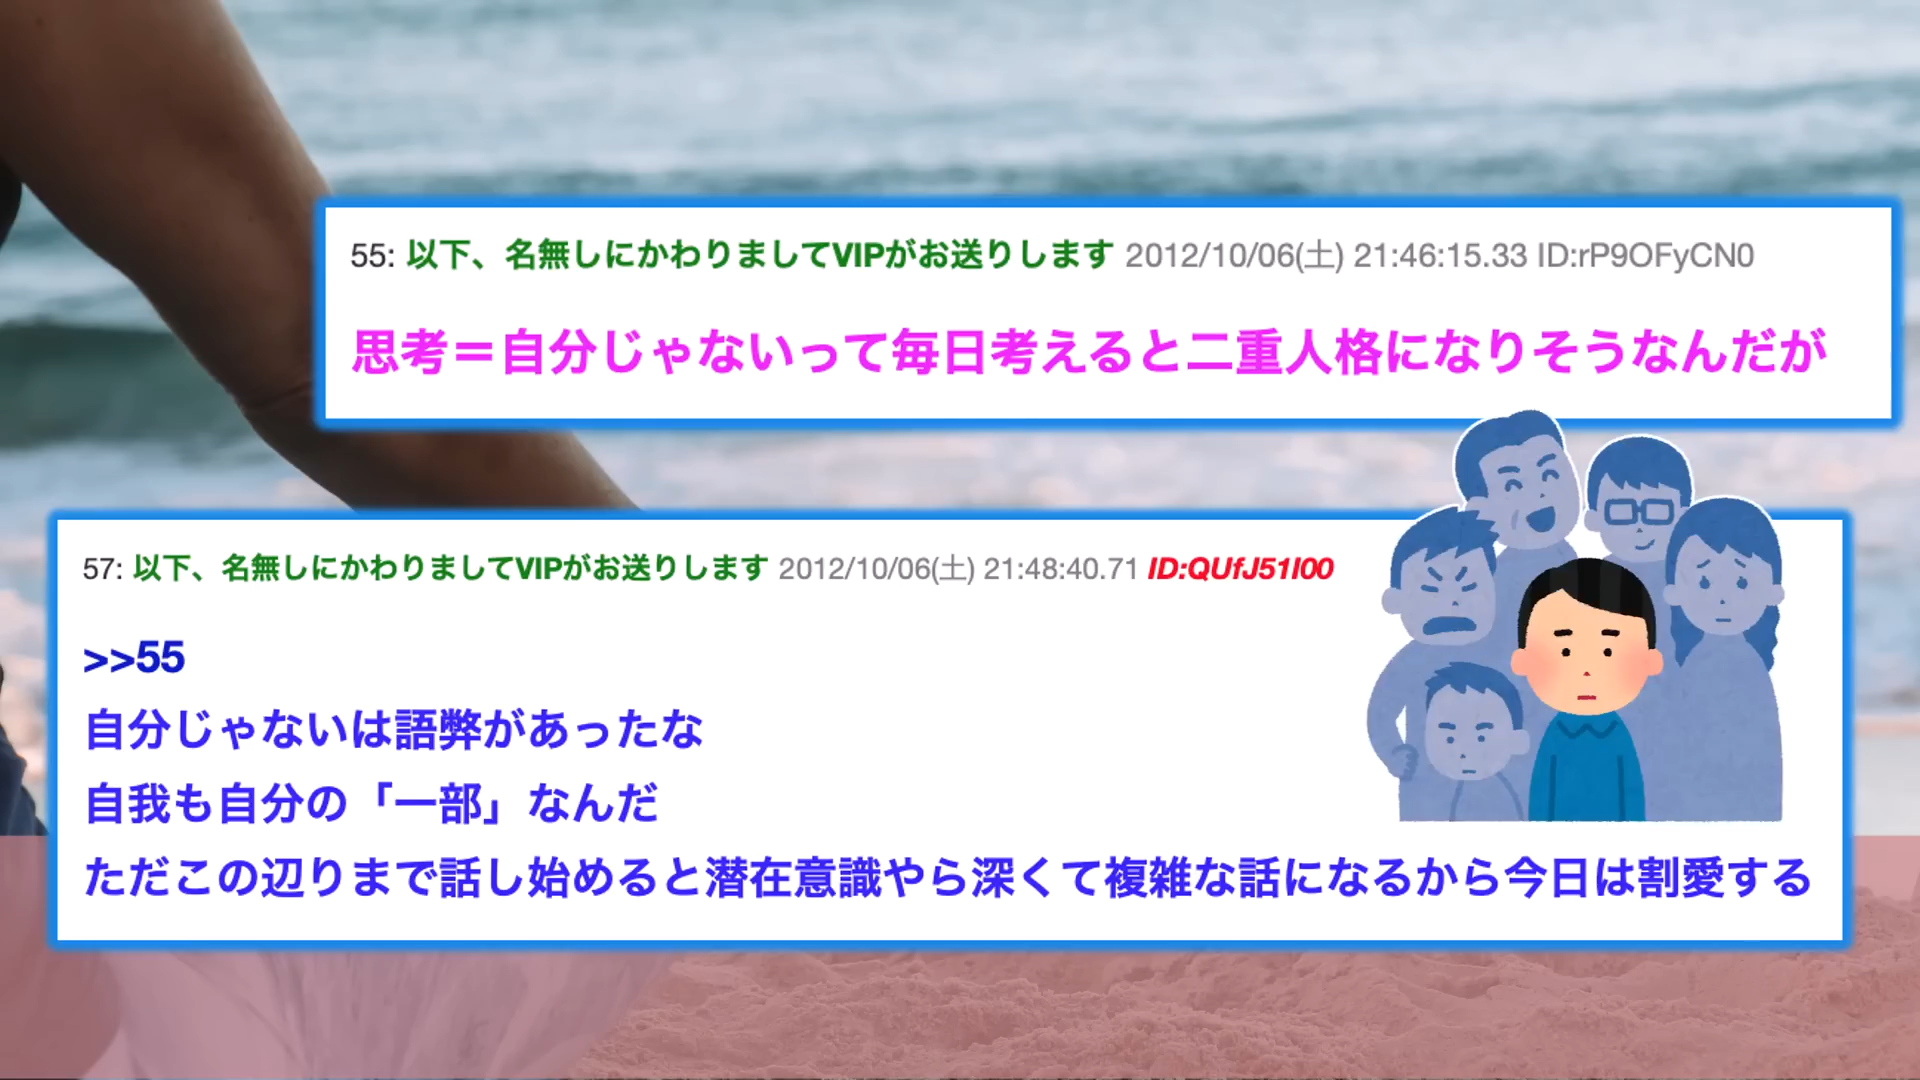 55: 以下、名無しにかわりましてVIPがお送りします 2012/10/06(土) 21:46:15.33 ID:rP9OFyCN0
思考＝自分じゃないって毎日考えると二重人格になりそうなんだが
57: 以下、名無しにかわりましてVIPがお送りします 2012/10/06(土) 21:48:40.71 ID:QUfJ51I00
>>55
自分じゃないは語弊があったな
自我も自分の「一部」なんだ
ただこの辺りまで話し始めると潜在意識やら深くて複雑な話になるから今日は割愛する